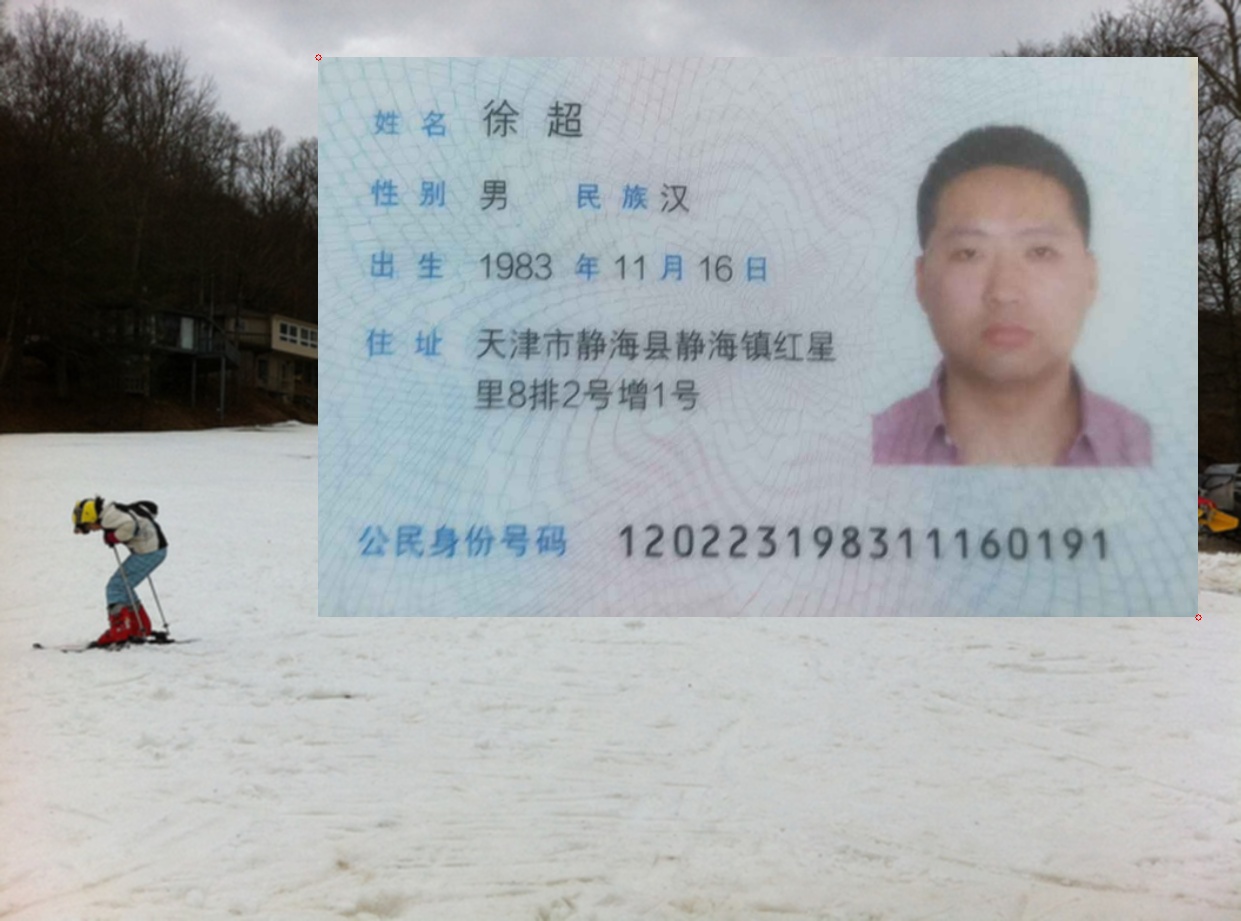 姓名 徐超
性别 男 民族 汉
出生 1983 年 11 月 16 日
住址 天津市静海县静海镇红星
里8排2号增1号
公民身份号码 120223198311160191